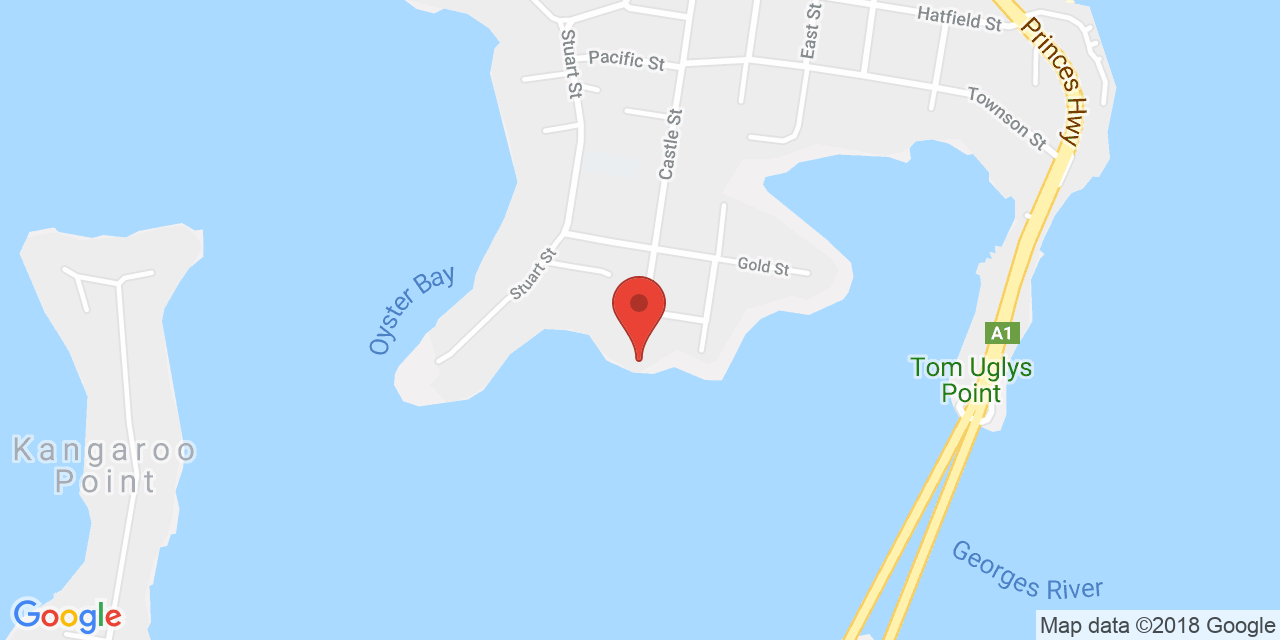 Hatfield St
Princes Hwy
East St
Stuart St
Pacific St
Townson St
Castle St
Gold St
Stuart St
Oyster Bay
A1
Tom Uglys
Point
Kangaroo
Point
Georges River
Google
Map data ©2018 Google